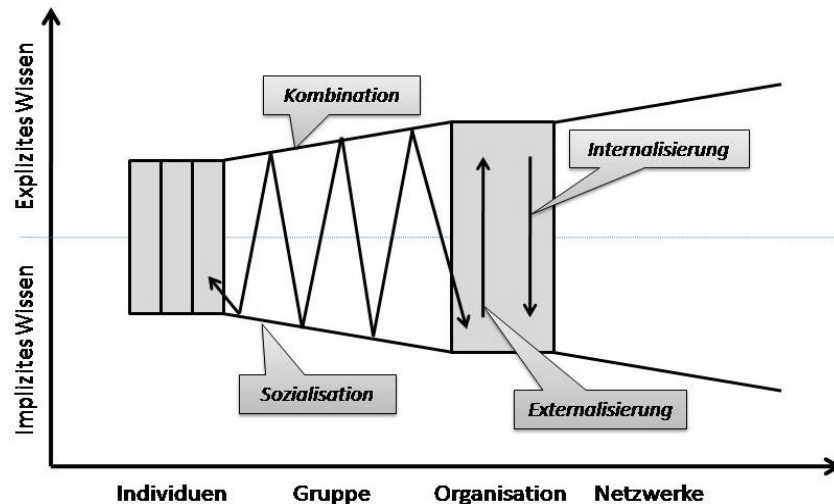 Explizites Wissen
Implizites Wissen
Kombination
Internalisierung
Sozialisation
Externalisierung
Individuen
Gruppe
Organisation
Netzwerke